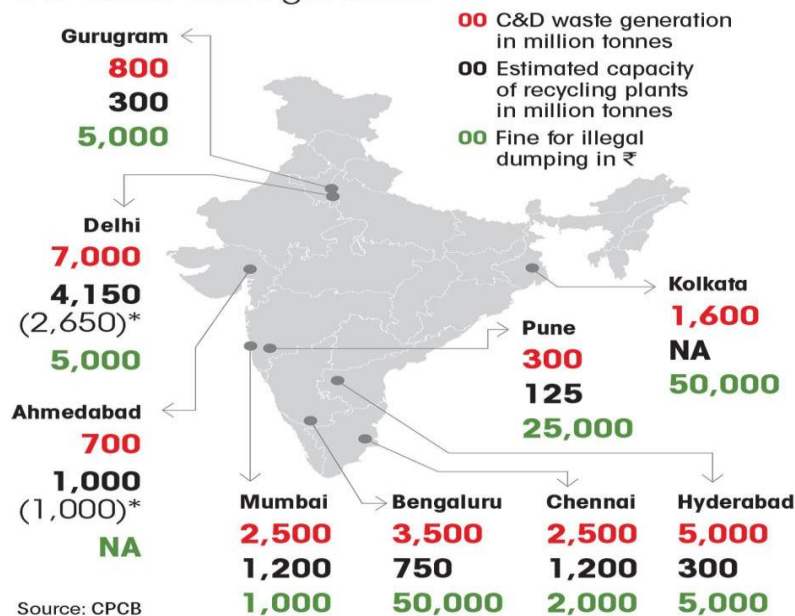 Gurugram
800
300
5,000
00 C&D waste generation
in million tonnes
00 Estimated capacity
of recycling plants
in million tonnes
00 Fine for illegal
dumping in ₹
Delhi
7,000
4,150
(2,650)*
5,000
Ahmedabad
700
1,000
(1,000)*
NA
Kolkata
1,600
NA
50,000
Pune
300
125
25,000
Mumbai
2,500
1,200
1,000
Bengaluru
3,500
750
50,000
Chennai
2,500
1,200
2,000
Hyderabad
5,000
300
5,000
Source: CPCB